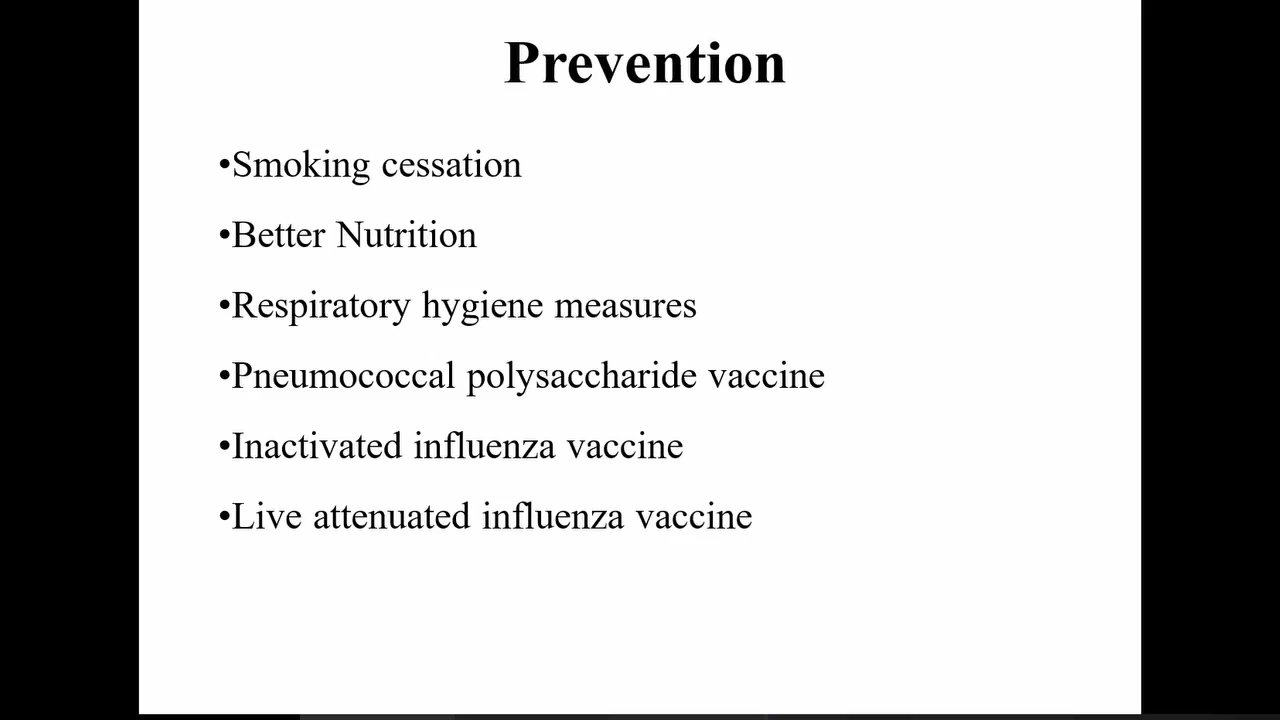 Prevention
•Smoking cessation
•Better Nutrition
•Respiratory hygiene measures
•Pneumococcal polysaccharide vaccine
•Inactivated influenza vaccine
•Live attenuated influenza vaccine